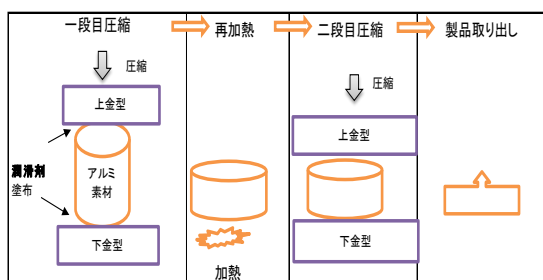 一段目圧縮
再加熱
二段目圧縮
製品取り出し
圧縮
上金型
潤滑剤
塗布
アルミ
素材
下金型
加熱
圧縮
上金型
下金型